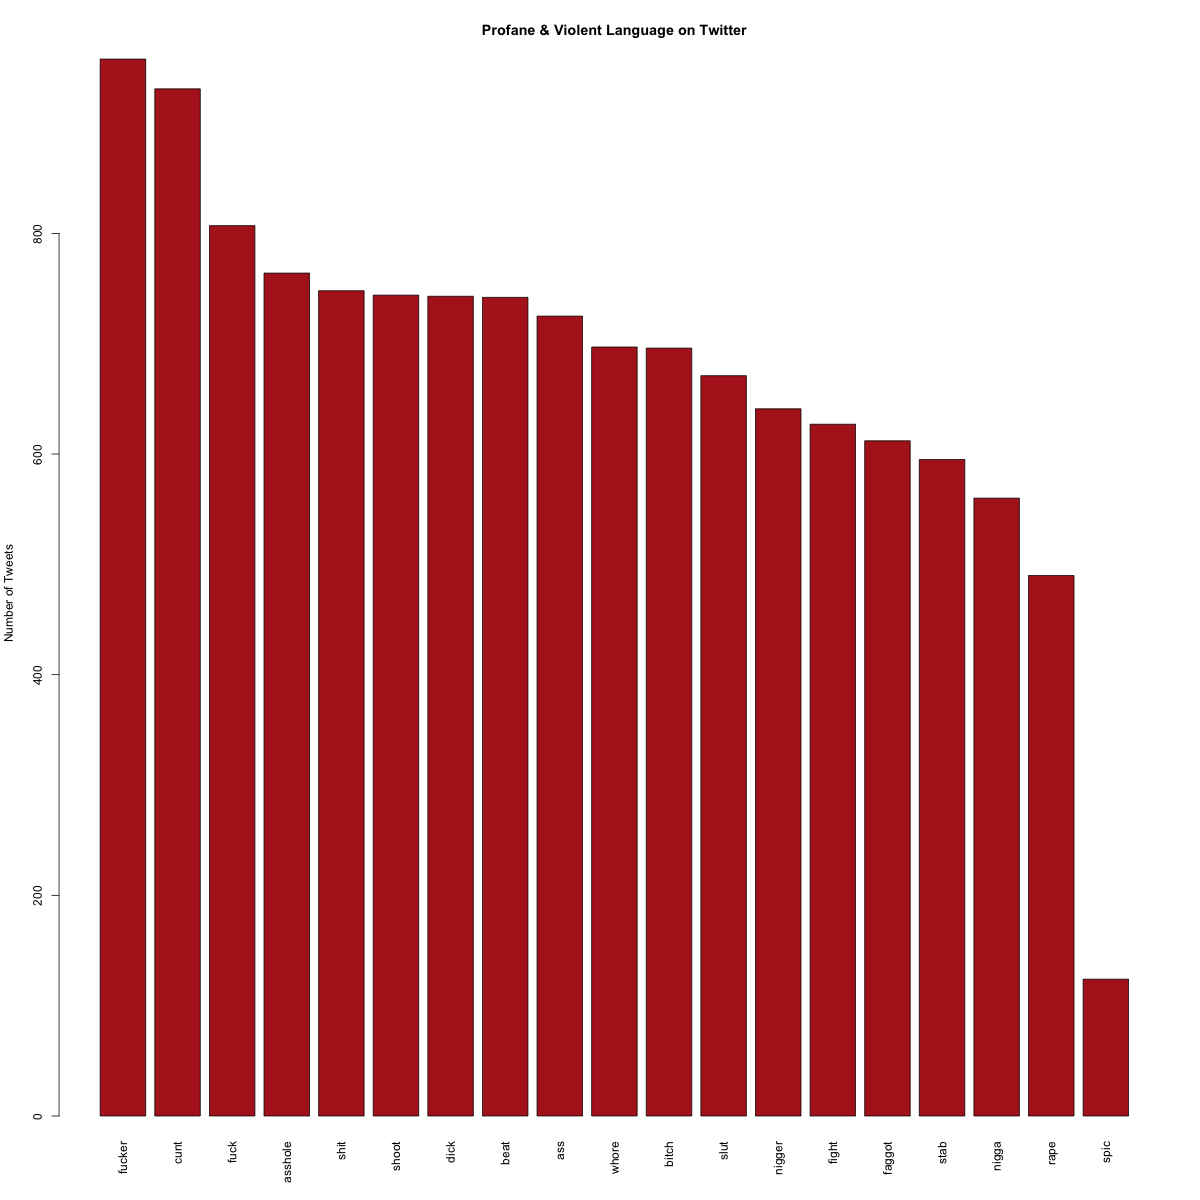 Profane & Violent Language on Twitter
Number of Tweets
800
600
400
200
0
fucker
cunt
fuck
asshole
shit
shoot
dick
beat
ass
whore
bitch
slut
nigger
fight
faggot
stab
nigga
rape
spic